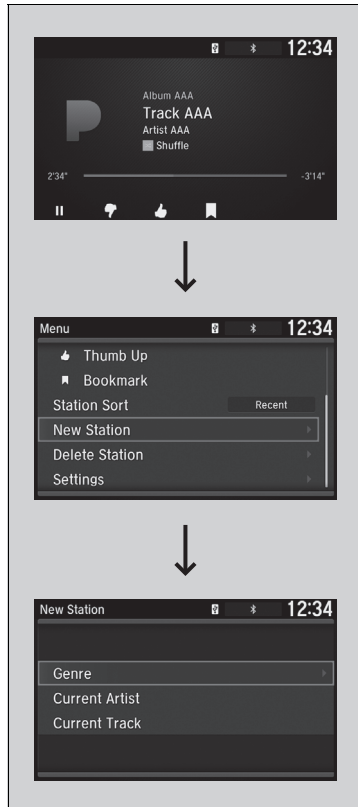 12:34
Album AAA
Track AAA
Artist AAA
Shuffle
2'34" -3'14"
Menu 12:34
Thumb Up
Bookmark
Station Sort Recent
New Station
Delete Station
Settings
New Station 12:34
Genre
Current Artist
Current Track